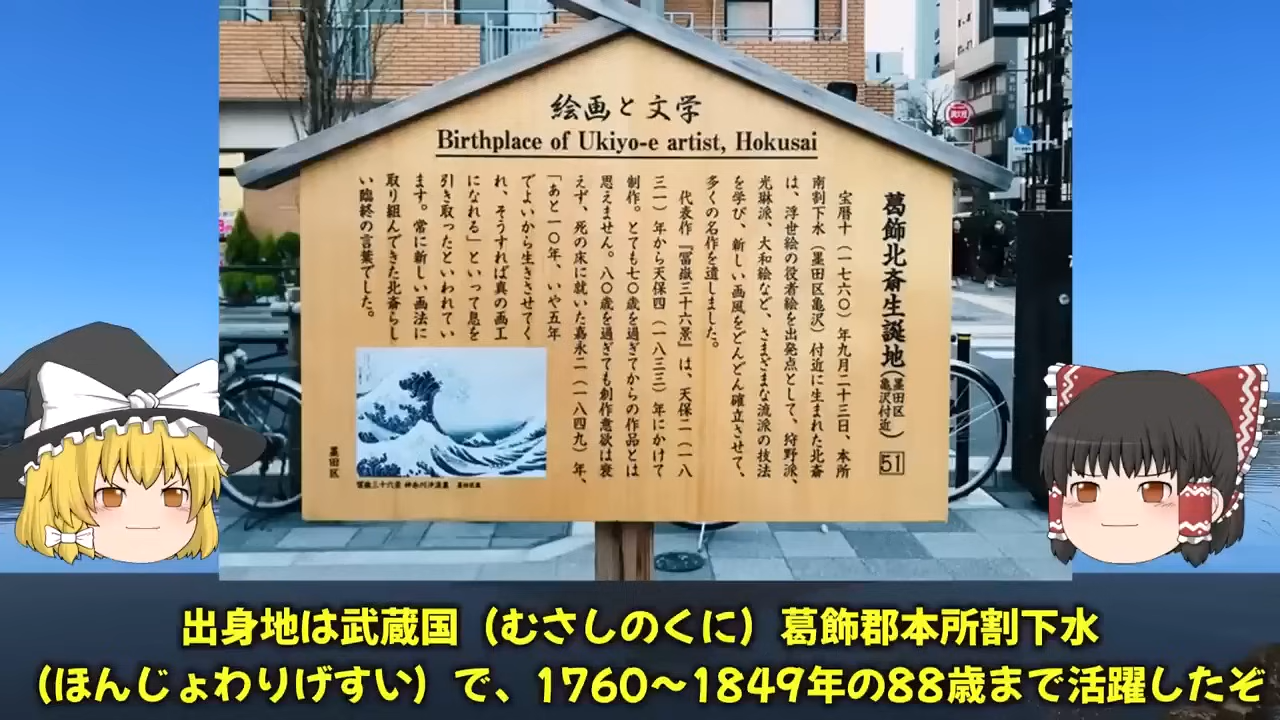 絵画と文学
Birthplace of Ukiyo-e artist, Hokusai
葛飾北斎生誕地(墨田区亀沢付近)
51
宝暦十(一七六〇)年九月二十三日、本所
南割下水(墨田区亀沢)付近に生まれた北斎
は、浮世絵の役者絵を出発点として、狩野派、
光琳派、大和絵など、さまざまな流派の技法
を学び、新しい画風をどんどん確立させて、
多くの名作を遺しました。
代表作『冨嶽三十六景』は、天保二(一八
三一)年から天保四(一八三三)年にかけて
制作。とても七〇歳を過ぎてからの作品とは
思えません。八〇歳を過ぎても創作意欲は衰
えず、死の床に就いた嘉永二(一八四九)年、
「あと一〇年、いや五年
でよいから生きさせてく
れ、そうすれば真の画工
になれる」といって息を
引き取ったといわれてい
ます。常に新しい画法に
取り組んできた北斎らし
い臨終の言葉でした。
冨嶽三十六景 神奈川沖浪裏
墨田区
出身地は武蔵国(むさしのくに)葛飾郡本所割下水
(ほんじょわりげすい)で、1760〜1849年の88歳まで活躍したぞ